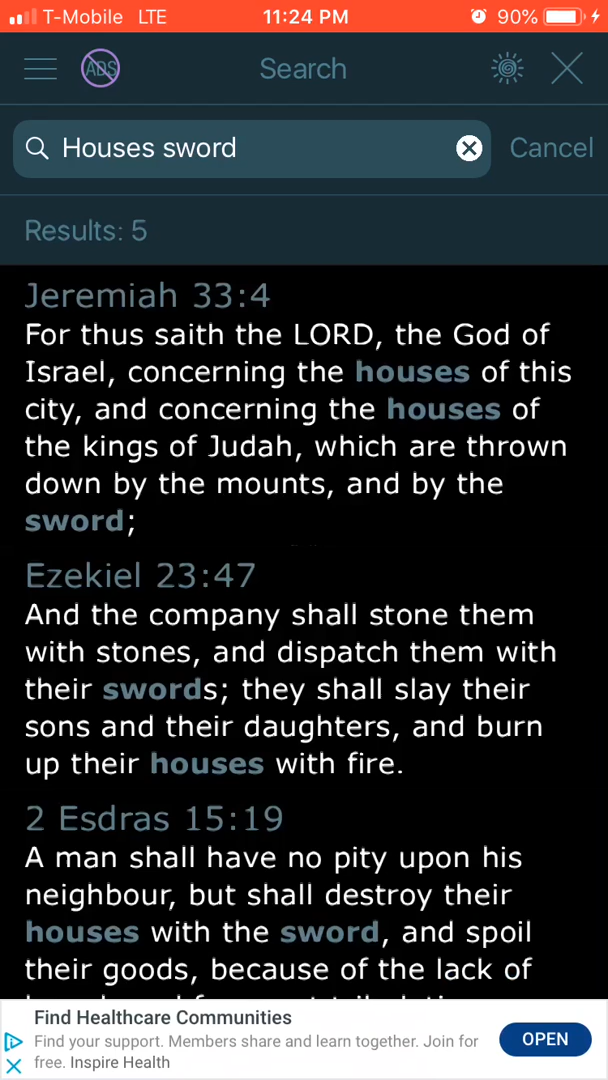 T-Mobile LTE 11:24 PM 90%
ADS Search
Houses sword Cancel
Results: 5
Jeremiah 33:4
For thus saith the LORD, the God of
Israel, concerning the houses of this
city, and concerning the houses of
the kings of Judah, which are thrown
down by the mounts, and by the
sword;
Ezekiel 23:47
And the company shall stone them
with stones, and dispatch them with
their swords; they shall slay their
sons and their daughters, and burn
up their houses with fire.
2 Esdras 15:19
A man shall have no pity upon his
neighbour, but shall destroy their
houses with the sword, and spoil
their goods, because of the lack of
Find Healthcare Communities
Find your support. Members share and learn together. Join for
free. Inspire Health
OPEN